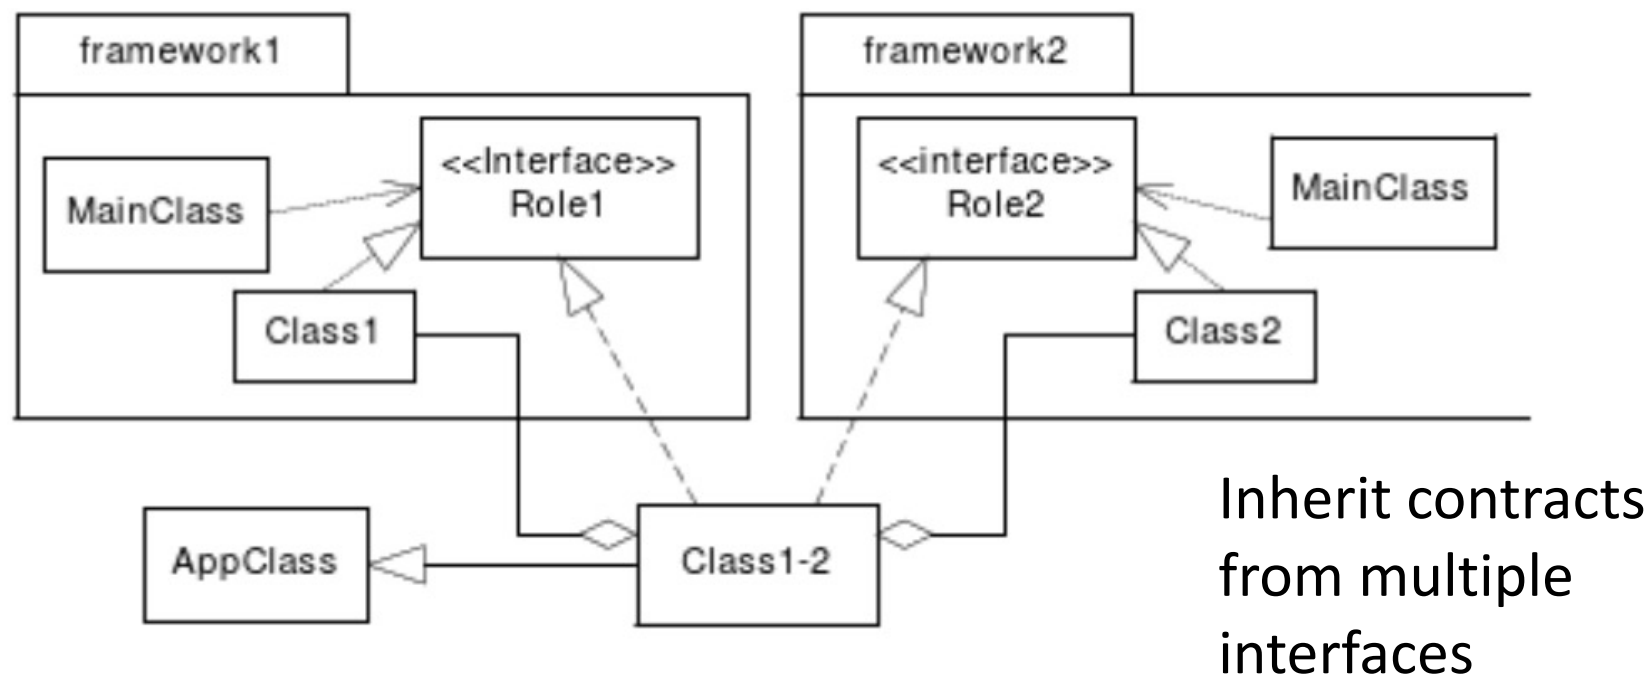 framework1
framework2
<<Interface>>
Role1
MainClass
Class1
<<interface>>
Role2
MainClass
Class2
AppClass
Class1-2
Inherit contracts
from multiple
interfaces